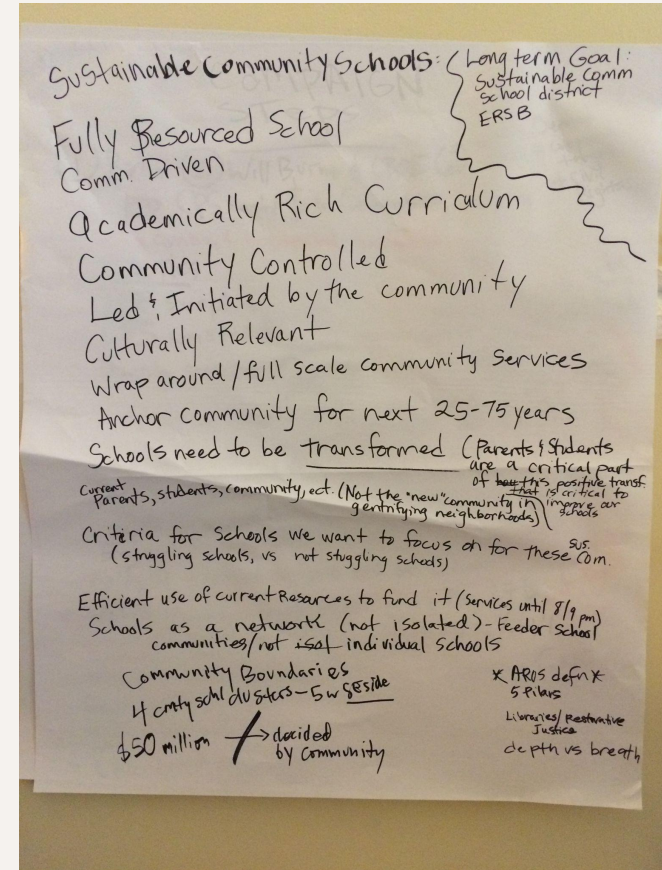 Sustainable Community Schools:
Long term Goal:
Sustainable Comm
School district
ERSB
Fully Resourced School
Comm. Driven
Academically Rich Curriculum
Community Controlled
Led & Initiated by the community
Culturally Relevant
Wrap around/full scale community services
Anchor community for next 25-75 years
Schools need to be transformed (Parents & Students
are a critical part
of how this positive transf.
that is critical to
improve our
schools
Current
Parents, students, community, ect. (Not the "new" community in
gentifying neighborhoods)
Criteria for Schools we want to focus on for these sus.
Com.
(struggling schools, vs not stuggling schools)
Efficient use of current Resources to fund it (services until 8/9 pm)
Schools as a network (not isolated) - Feeder School
communities/not isol individual schools
Community Boundaries
4 cmty schl clusters - 5 w SEside
$50 million → decided
by community
* AROS defn *
5 Pillars
Libraries/Restorative
Justice
depth vs breath